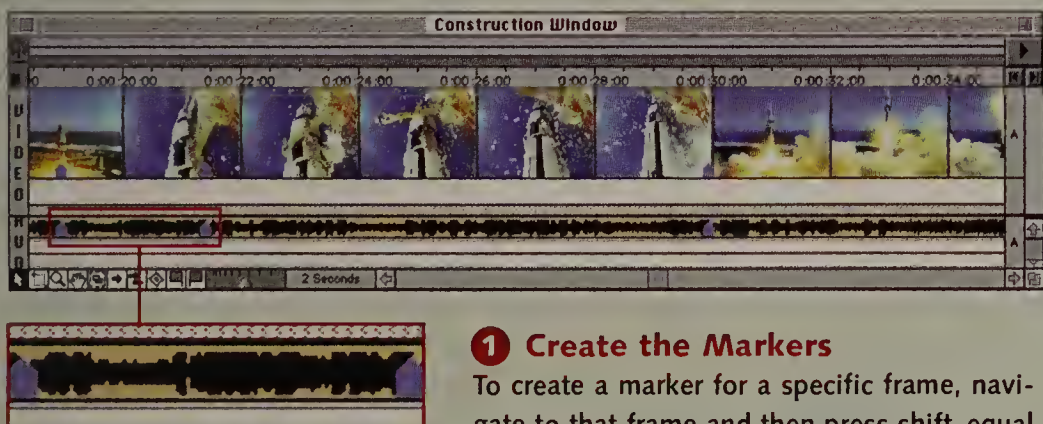 Construction Window
0:00:20:00 0:00:22:00 0:00:24:00 0:00:26:00 0:00:28:00 0:00:30:00 0:00:32:00
VIDEO
A
A
2 Seconds
1 Create the Markers
To create a marker for a specific frame, navi-
gate to that frame and then press shift